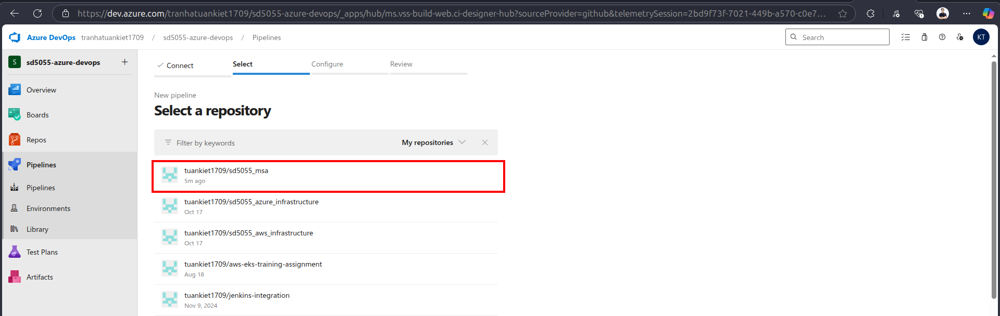 https://dev.azure.com/tranhatuankiet1709/sd5055-azure-devops/_apps/hub/ms.vss-build-web.ci-designer-hub?sourceProvider=github&telemetrySession=2bd9f73f-7021-449b-a570-c0e7...
Azure DevOps tranhatuankiet1709 / sd5055-azure-devops / Pipelines
Search
KT
S sd5055-azure-devops +
Overview
Boards
Repos
Pipelines
Pipelines
Environments
Library
Test Plans
Artifacts
Connect
Select
Configure
Review
New pipeline
Select a repository
Filter by keywords
My repositories
tuankiet1709/sd5055_msa
5m ago
tuankiet1709/sd5055_azure_infrastructure
Oct 17
tuankiet1709/sd5055_aws_infrastructure
Oct 17
tuankiet1709/aws-eks-training-assignment
Aug 18
tuankiet1709/jenkins-integration
Nov 9, 2024